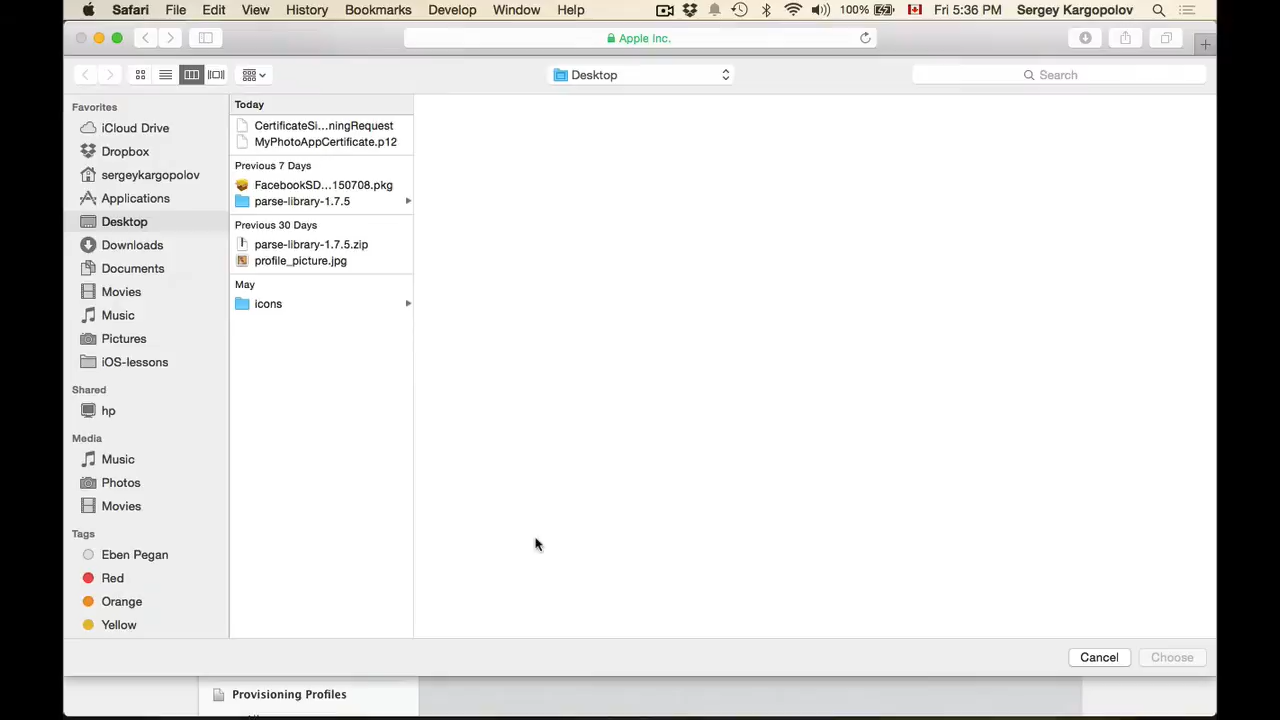 Safari File Edit View History Bookmarks Develop Window Help 100% Fri 5:36 PM Sergey Kargopolov
Apple Inc.
Desktop
Search
Favorites
iCloud Drive
Dropbox
sergeykargopolov
Applications
Desktop
Downloads
Documents
Movies
Music
Pictures
iOS-lessons
Shared
hp
Media
Music
Photos
Movies
Tags
Eben Pegan
Red
Orange
Yellow
Today
CertificateSi...ningRequest
MyPhotoAppCertificate.p12
Previous 7 Days
FacebookSD...150708.pkg
parse-library-1.7.5
Previous 30 Days
parse-library-1.7.5.zip
profile_picture.jpg
May
icons
Cancel Choose
Provisioning Profiles